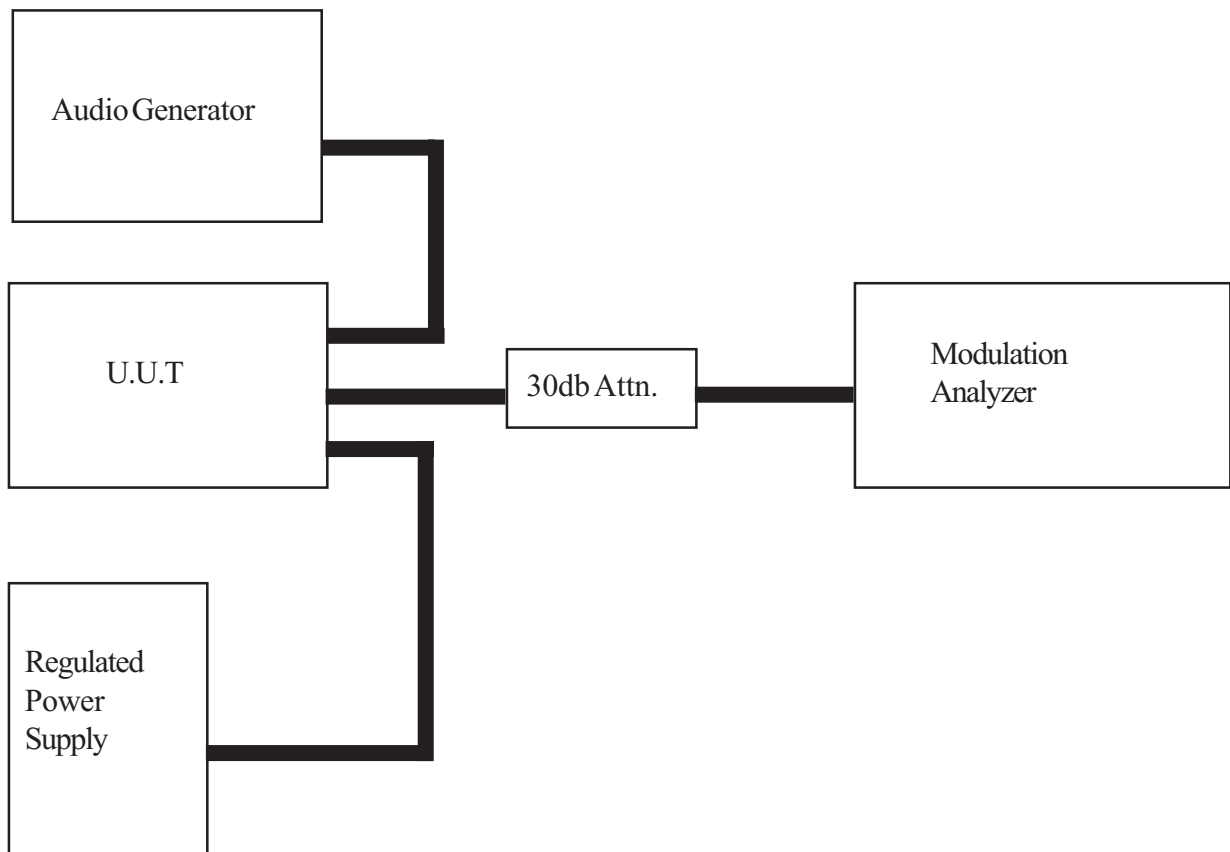 Audio Generator
U.U.T
30db Attn.
Modulation
Analyzer
Regulated
Power
Supply